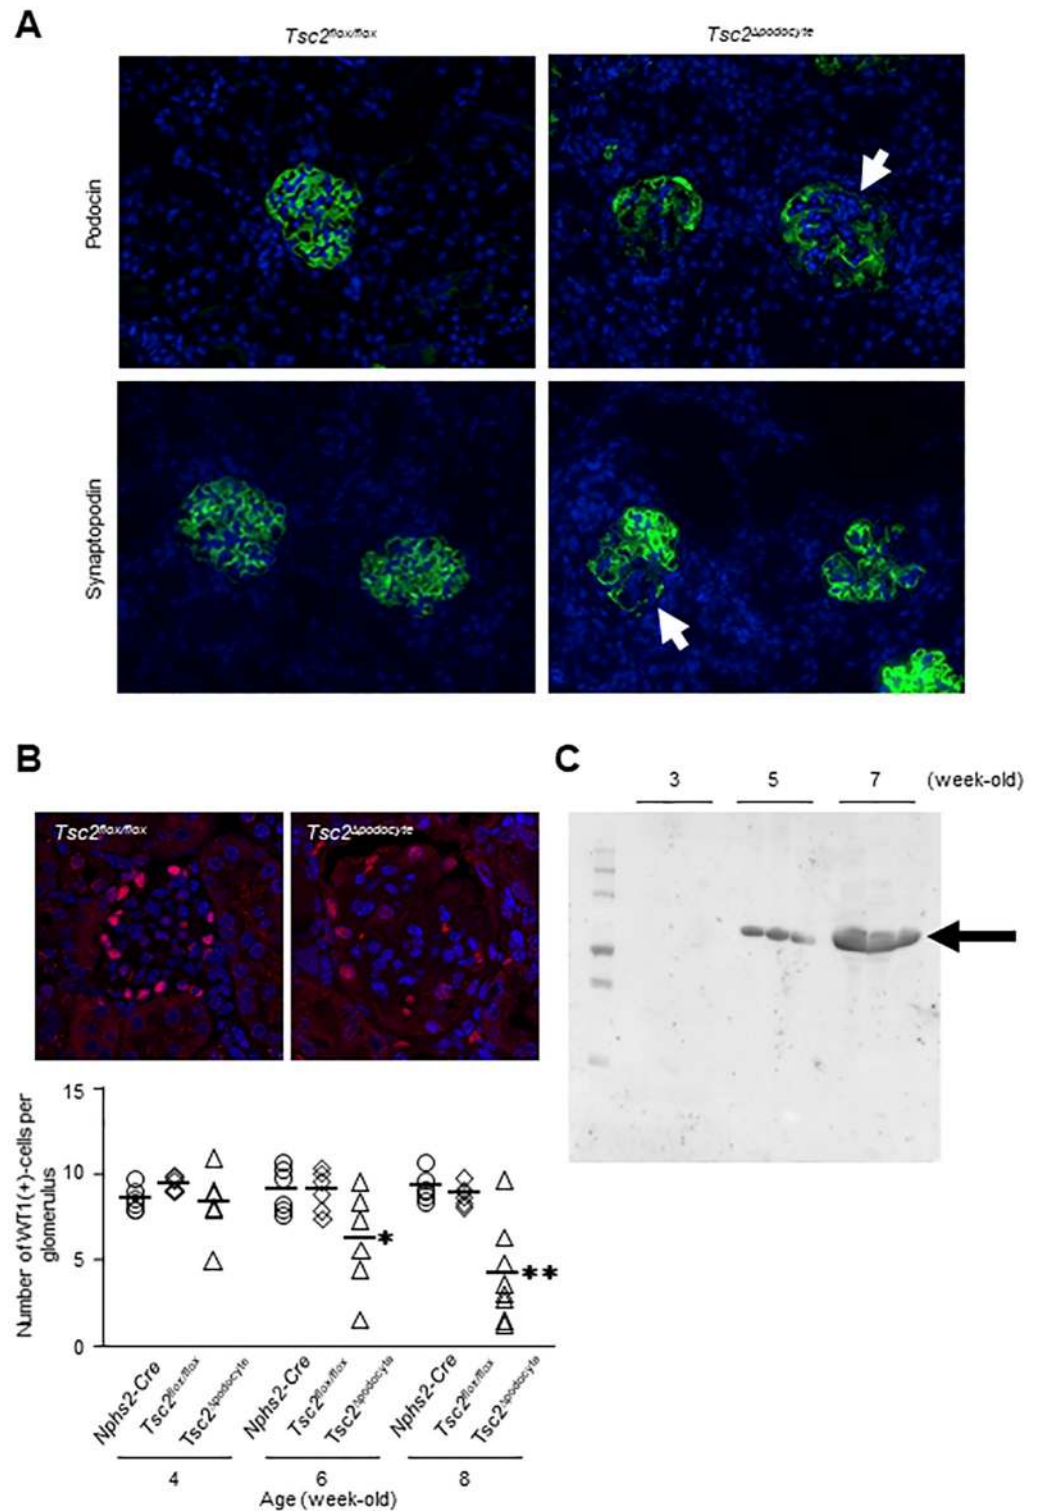 A
Tsc2flox/flox
Tsc2Δpodocyte
Podocin
Synaptopodin
B
Tsc2flox/flox
Tsc2Δpodocyte
C
3 5 7 (week-old)
Number of WT1(+)-cells per
glomerulus
15
10
5
0
*
**
Nphs2-Cre Tsc2flox/flox Tsc2Δpodocyte Nphs2-Cre Tsc2flox/flox Tsc2Δpodocyte Nphs2-Cre Tsc2flox/flox Tsc2Δpodocyte
4 6 8
Age (week-old)